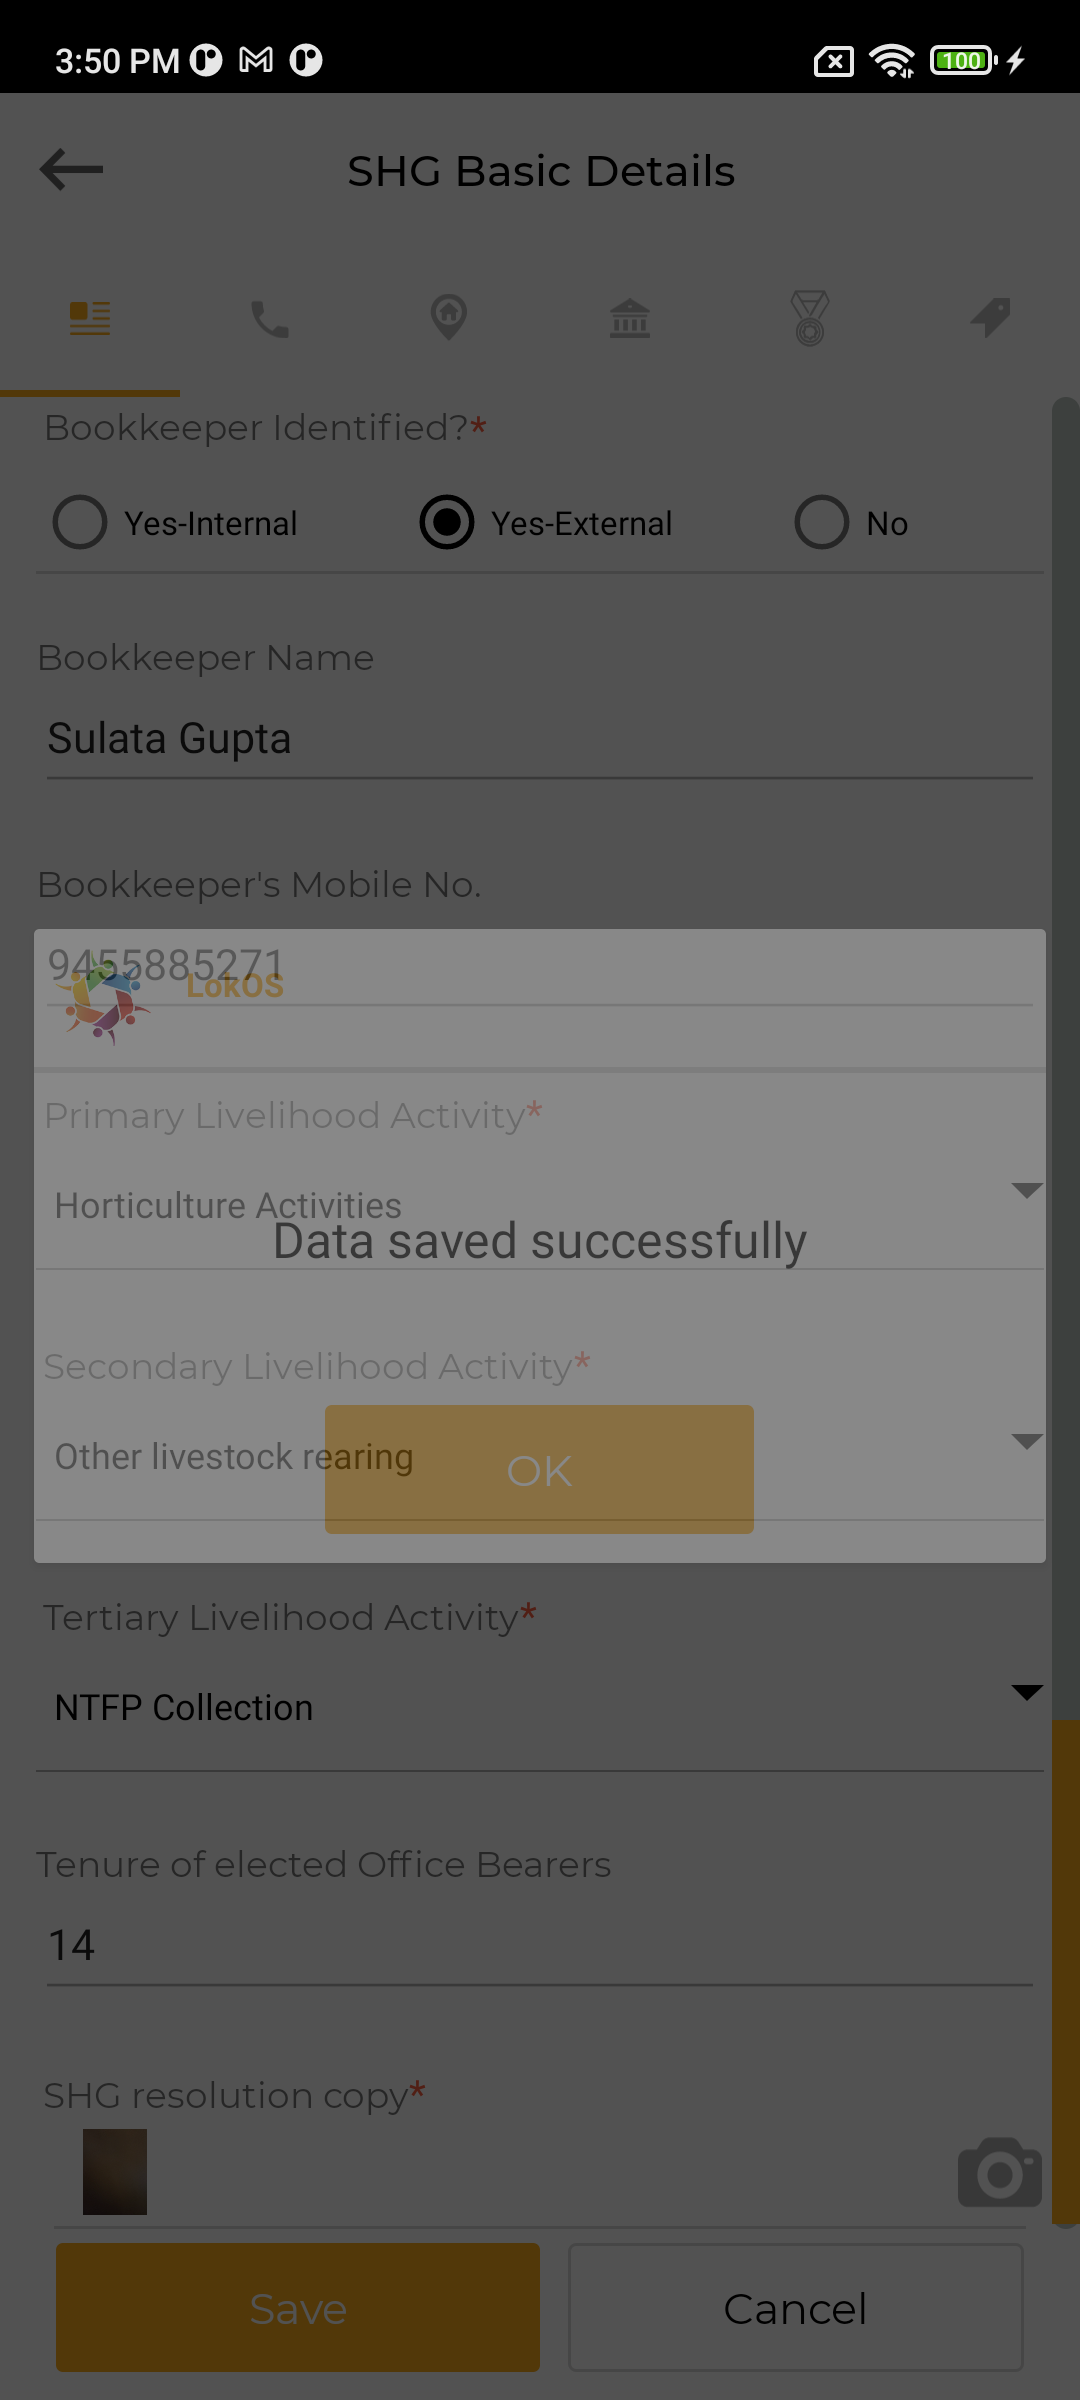 3:50 PM
100
SHG Basic Details
Bookkeeper Identified?*
Yes-Internal Yes-External No
Bookkeeper Name
Sulata Gupta
Bookkeeper's Mobile No.
9455885271
LokOS
Primary Livelihood Activity*
Horticulture Activities
Data saved successfully
Secondary Livelihood Activity*
Other livestock rearing
OK
Tertiary Livelihood Activity*
NTFP Collection
Tenure of elected Office Bearers
14
SHG resolution copy*
Save Cancel